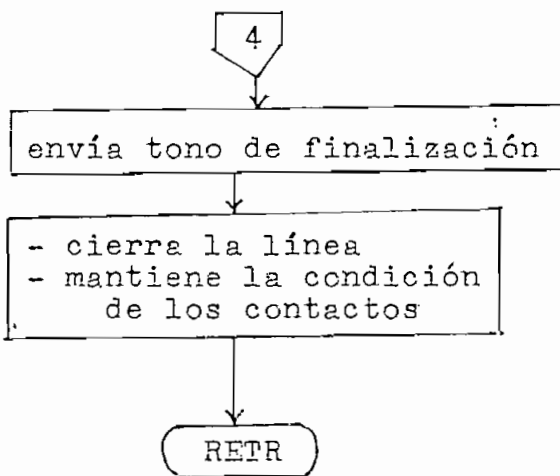 4
envía tono de finalización
- cierra la línea
- mantiene la condición
de los contactos
RETR